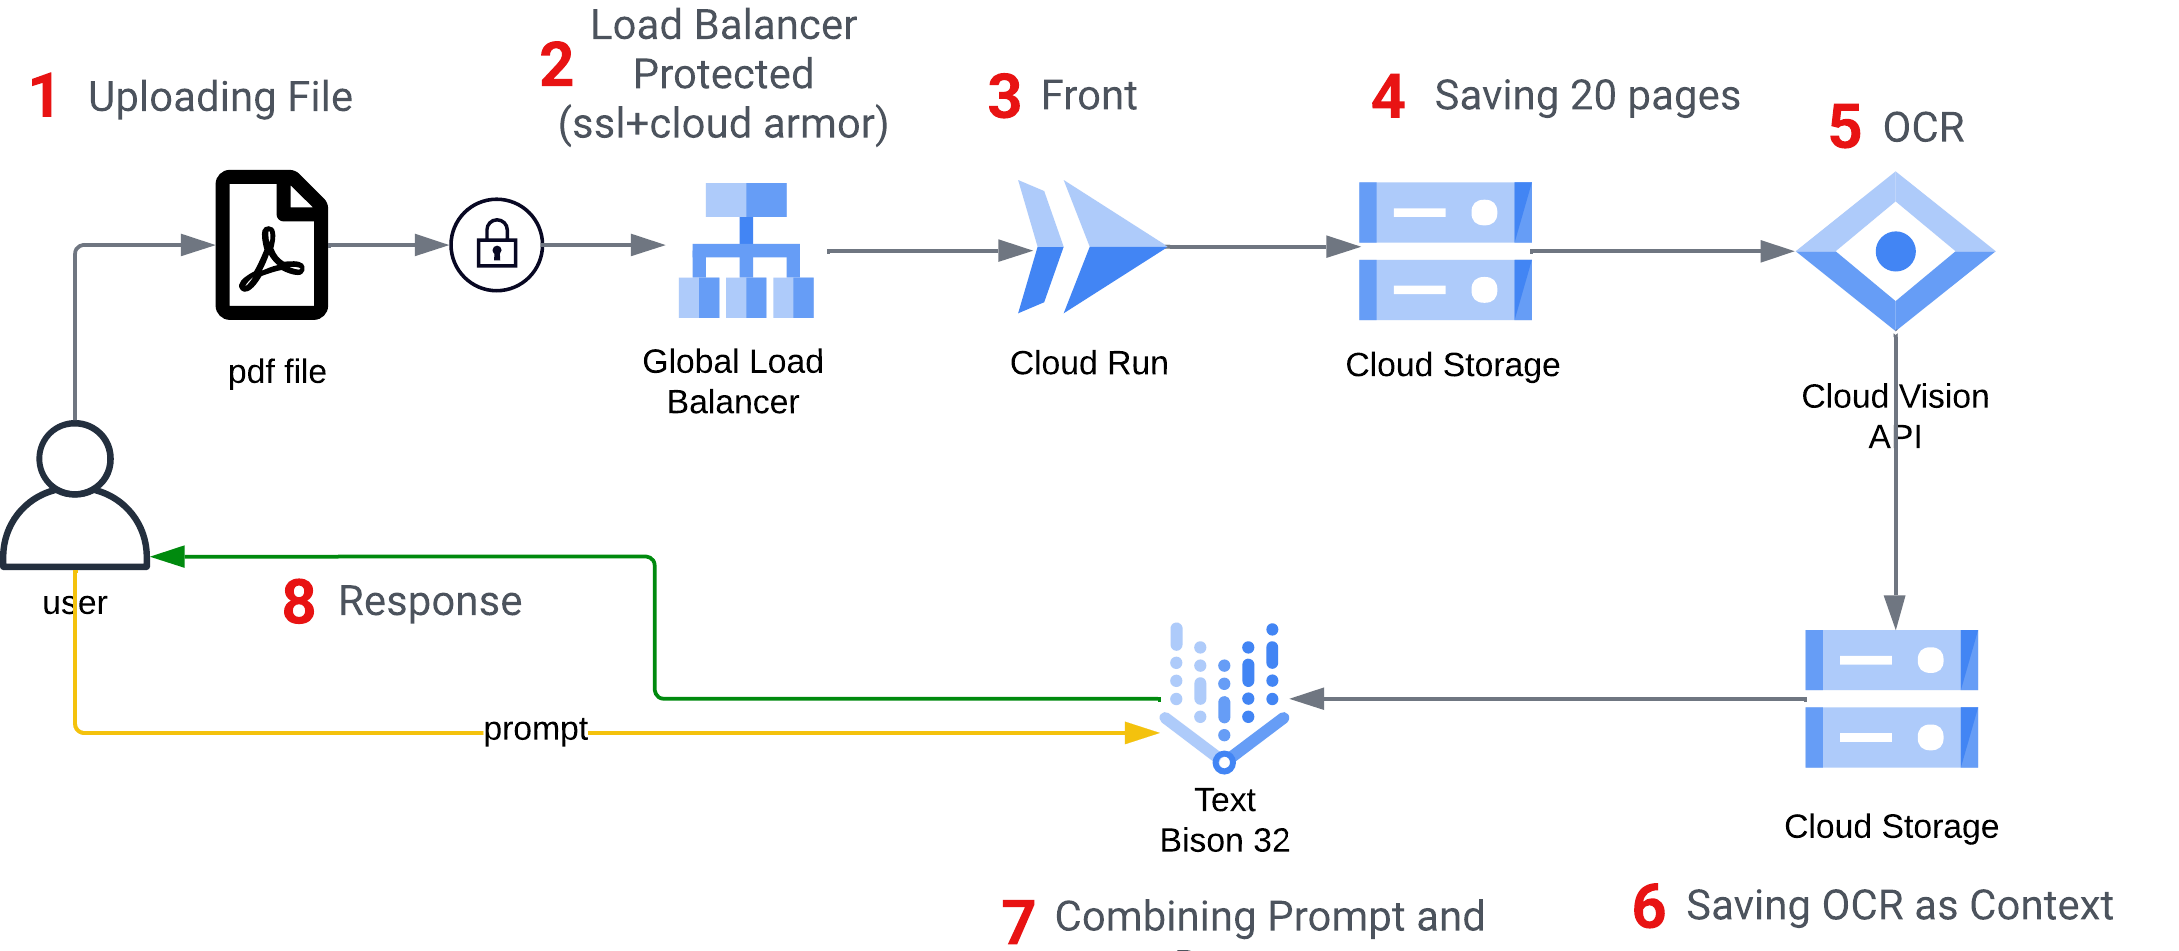 1 Uploading File
2 Load Balancer
Protected
(ssl+cloud armor)
3 Front
4 Saving 20 pages
5 OCR
pdf file
Global Load
Balancer
Cloud Run
Cloud Storage
Cloud Vision
API
user
8 Response
prompt
Text
Bison 32
Cloud Storage
7 Combining Prompt and
6 Saving OCR as Context